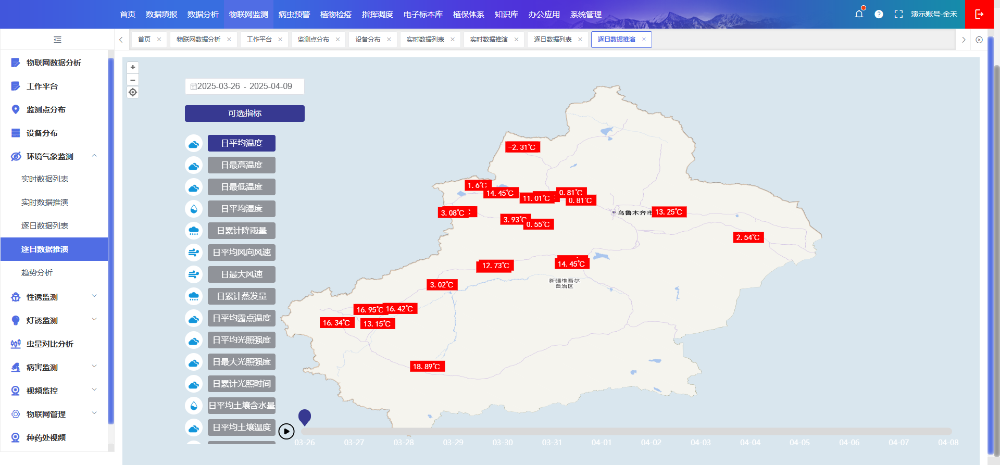 首页 数据填报 数据分析 物联网监测 病虫预警 植物检疫 指挥调度 电子标本库 植保体系 知识库 办公应用 系统管理 演示账号-金禾
首页 物联网数据分析 工作平台 监测点分布 设备分布 实时数据列表 实时数据推演 逐日数据列表 逐日数据推演
物联网数据分析
工作平台
监测点分布
设备分布
环境气象监测
实时数据列表
实时数据推演
逐日数据列表
逐日数据推演
趋势分析
性诱监测
灯诱监测
虫量对比分析
病害监测
视频监控
物联网管理
种药处视频
2025-03-26 - 2025-04-09
可选指标
日平均温度
日最高温度
日最低温度
日平均湿度
日累计降雨量
日平均风向风速
日最大风速
日累计蒸发量
日平均露点温度
日平均光照强度
日最大光照强度
日累计光照时间
日平均土壤含水量
日平均土壤温度
-2.31℃
1.6℃
14.45℃
11.01℃
0.81℃
0.81℃
3.08℃
3.93℃
0.55℃
乌鲁木齐市
13.25℃
2.54℃
12.73℃
14.45℃
新疆维吾尔
自治区
3.02℃
16.95℃
16.42℃
16.34℃
13.15℃
18.89℃
03-26 03-27 03-28 03-29 03-30 03-31 04-01 04-02 04-03 04-04 04-05 04-06 04-07 04-08